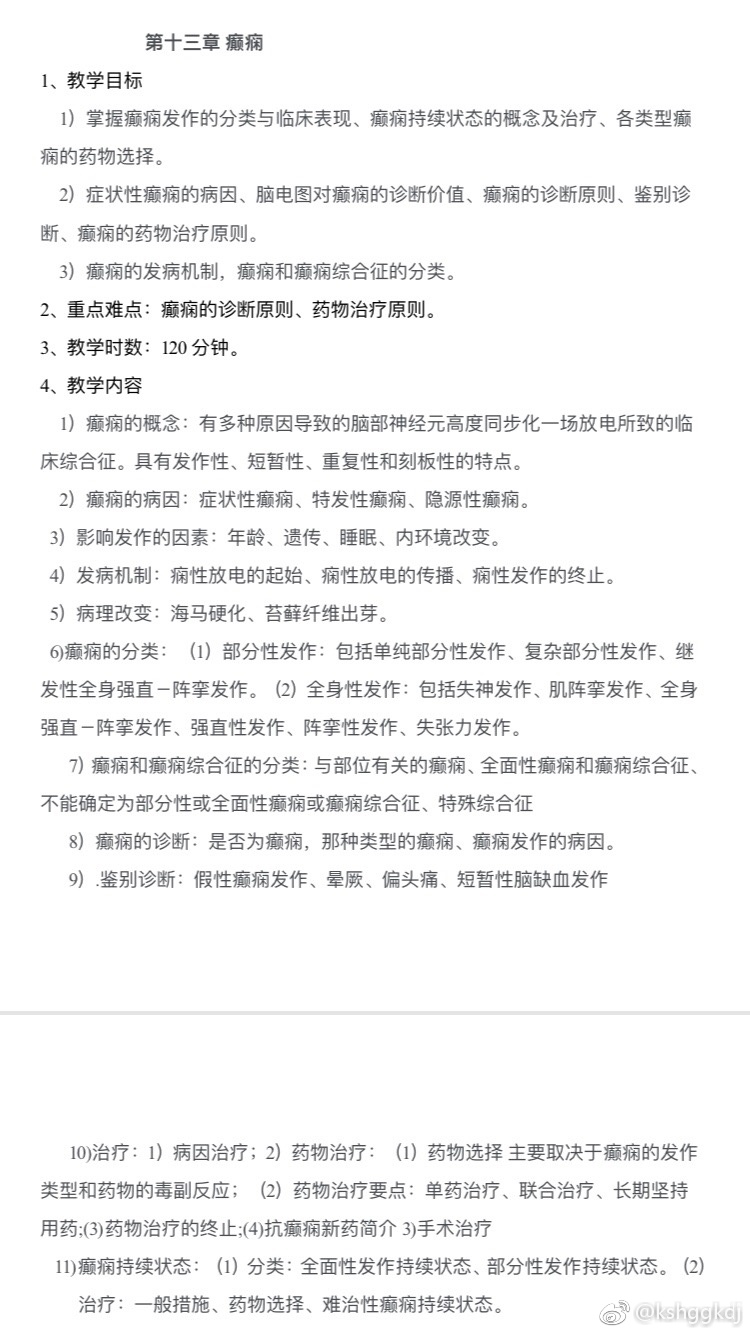 第十三章 癫痫
1、教学目标
1）掌握癫痫发作的分类与临床表现、癫痫持续状态的概念及治疗、各类型癫
痫的药物选择。
2）症状性癫痫的病因、脑电图对癫痫的诊断价值、癫痫的诊断原则、鉴别诊
断、癫痫的药物治疗原则。
3）癫痫的发病机制，癫痫和癫痫综合征的分类。
2、重点难点：癫痫的诊断原则、药物治疗原则。
3、教学时数：120 分钟。
4、教学内容
1）癫痫的概念：有多种原因导致的脑部神经元高度同步化一场放电所致的临
床综合征。具有发作性、短暂性、重复性和刻板性的特点。
2）癫痫的病因：症状性癫痫、特发性癫痫、隐源性癫痫。
3）影响发作的因素：年龄、遗传、睡眠、内环境改变。
4）发病机制：痫性放电的起始、痫性放电的传播、痫性发作的终止。
5）病理改变：海马硬化、苔藓纤维出芽。
6)癫痫的分类：（1）部分性发作：包括单纯部分性发作、复杂部分性发作、继
发性全身强直－阵挛发作。（2）全身性发作：包括失神发作、肌阵挛发作、全身
强直－阵挛发作、强直性发作、阵挛性发作、失张力发作。
7）癫痫和癫痫综合征的分类：与部位有关的癫痫、全面性癫痫和癫痫综合征、
不能确定为部分性或全面性癫痫或癫痫综合征、特殊综合征
8）癫痫的诊断：是否为癫痫，那种类型的癫痫、癫痫发作的病因。
9）.鉴别诊断：假性癫痫发作、晕厥、偏头痛、短暂性脑缺血发作
10)治疗：1）病因治疗；2）药物治疗：（1）药物选择 主要取决于癫痫的发作
类型和药物的毒副反应；（2）药物治疗要点：单药治疗、联合治疗、长期坚持
用药;(3)药物治疗的终止;(4)抗癫痫新药简介 3)手术治疗
11)癫痫持续状态：（1）分类：全面性发作持续状态、部分性发作持续状态。（2）
治疗：一般措施、药物选择、难治性癫痫持续状态。
@kshggkdj